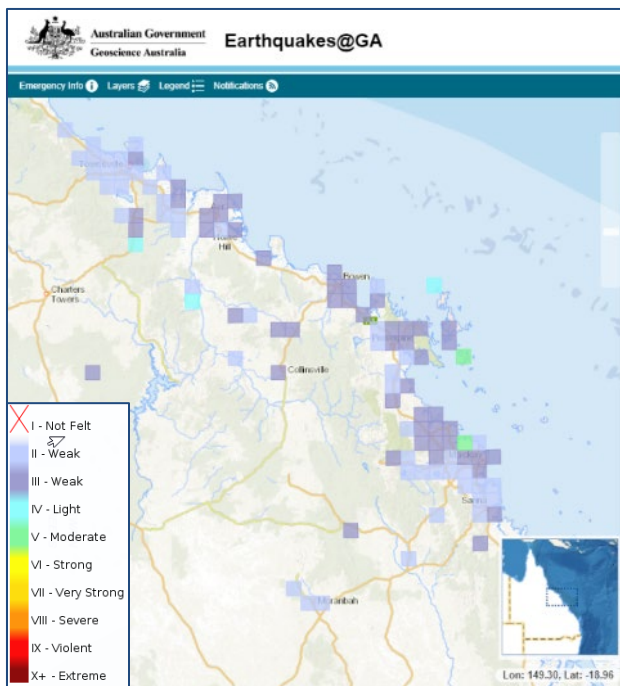 Australian Government
Geoscience Australia
Earthquakes@GA
Emergency Info Layers Legend Notifications
Townsville
Hill
Bowen
Charters
Towers
Collinsville
I - Not Felt
II - Weak
III - Weak
IV - Light
V - Moderate
VI - Strong
VII - Very Strong
VIII - Severe
IX - Violent
X+ - Extreme
Sarina
Moranbah
Lon: 149.30, Lat: -18.96